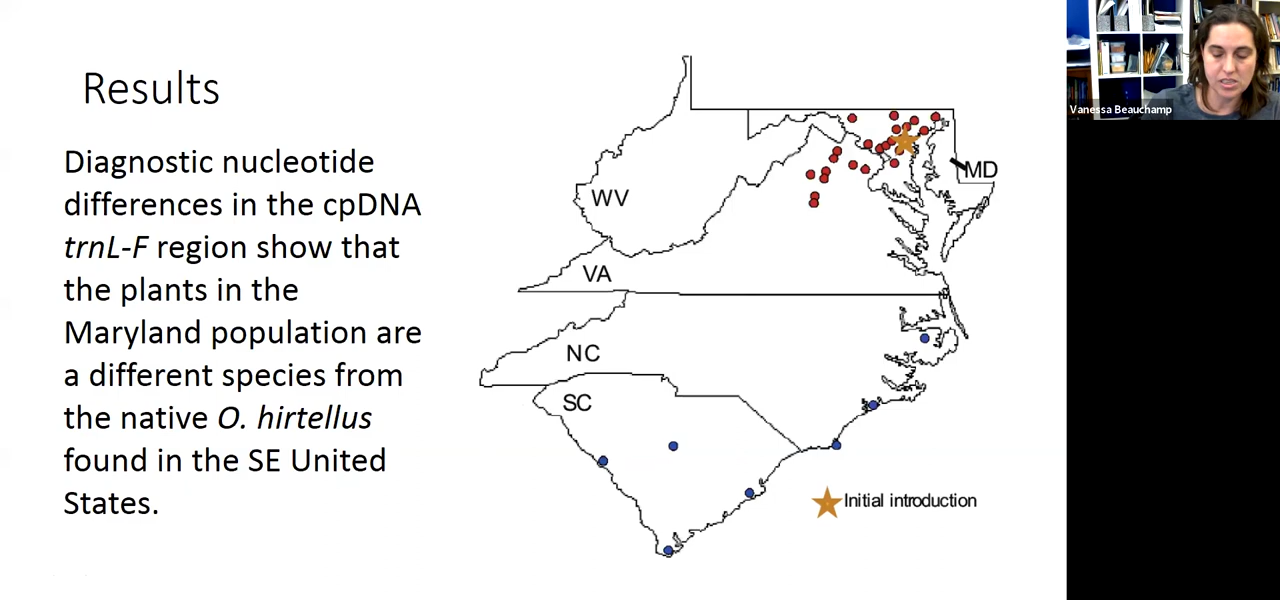 Results
Diagnostic nucleotide
differences in the cpDNA
trnL-F region show that
the plants in the
Maryland population are
a different species from
the native O. hirtellus
found in the SE United
States.
WV
MD
VA
NC
SC
Initial introduction
Vanessa Beauchamp